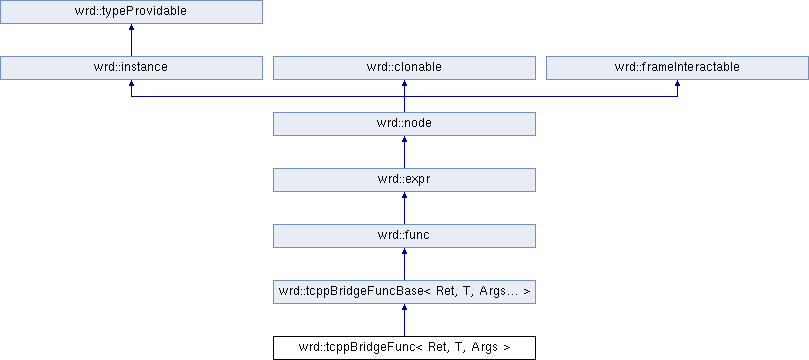 wrd::typeProvidable
wrd::instance
wrd::clonable
wrd::frameInteractable
wrd::node
wrd::expr
wrd::func
wrd::tcppBridgeFuncBase< Ret, T, Args... >
wrd::tcppBridgeFunc< Ret, T, Args >